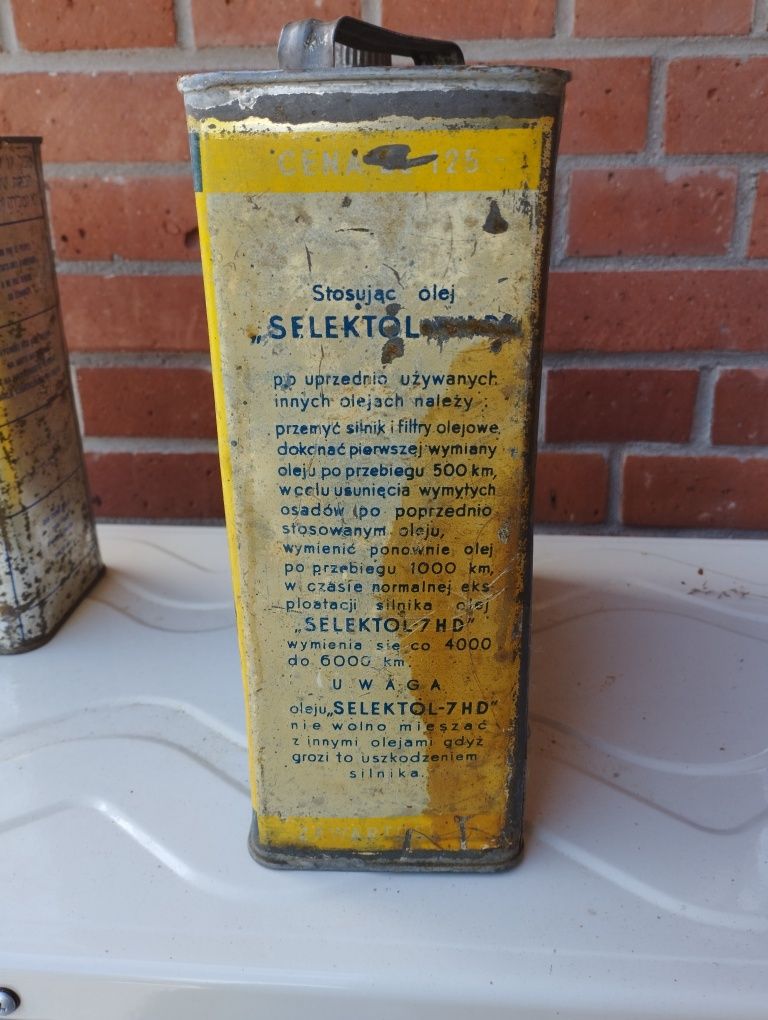 CENA 125
Stosując olej
„SELEKTOL
po uprzednio używanych
innych olejach należy :
przemyć silnik i filtry olejowe,
dokonać pierwszej wymiany
oleju po przebiegu 500 km,
w celu usunięcia wymytych
osadów (po poprzednio
stosowanym oleju,
wymienić ponownie olej
po przebiegu 1000 km,
w czasie normalnej eks
ploatacji silnika olej
„SELEKTOL-7HD”
wymienia się co 4000
do 6000 km.
UWAGA
oleju „SELEKTOL-7HD”
nie wolno mieszać
z innymi olejami gdyż
grozi to uszkodzeniem
silnika.